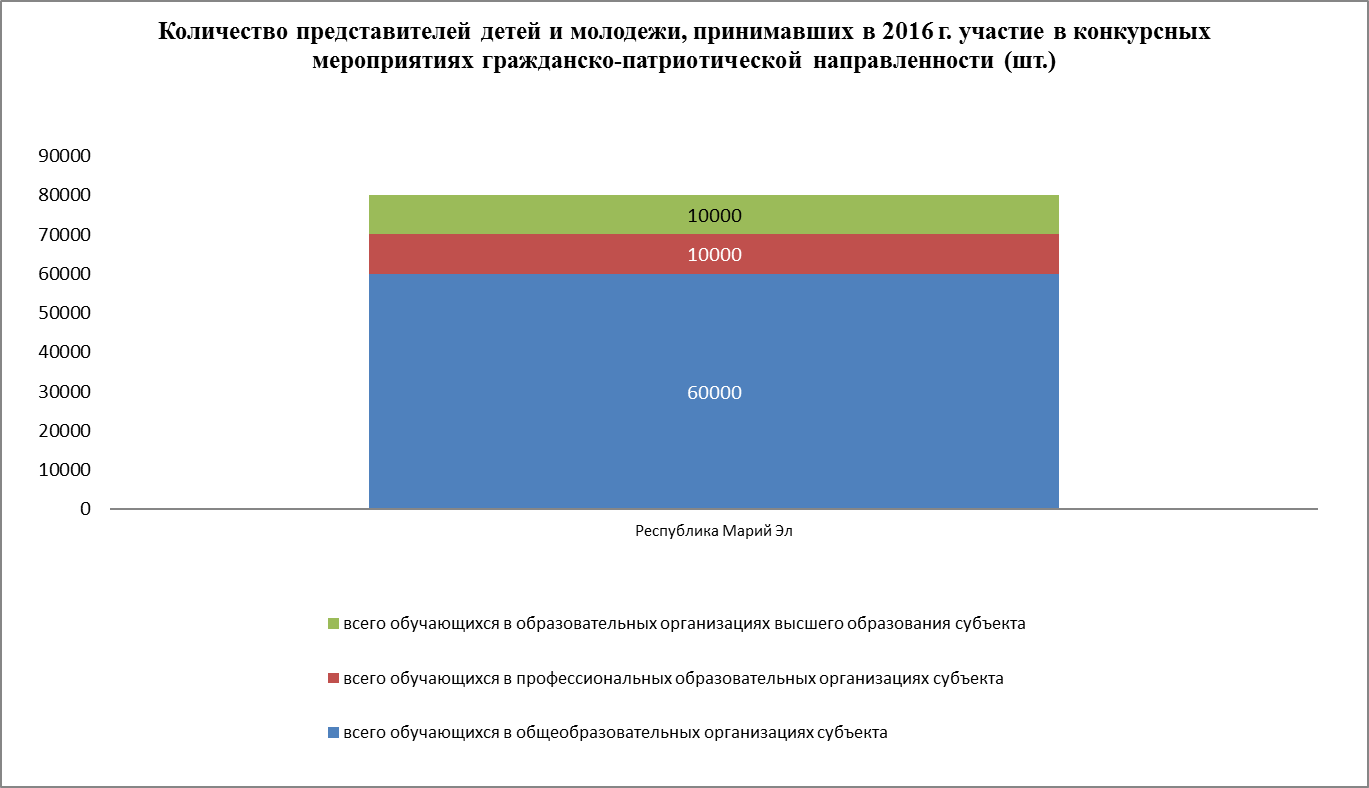 Количество представителей детей и молодежи, принимавших в 2016 г. участие в конкурсных
мероприятиях гражданско-патриотической направленности (шт.)
90000
80000
70000
60000
50000
40000
30000
20000
10000
0
10000
10000
60000
Республика Марий Эл
всего обучающихся в образовательных организациях высшего образования субъекта
всего обучающихся в профессиональных образовательных организациях субъекта
всего обучающихся в общеобразовательных организациях субъекта